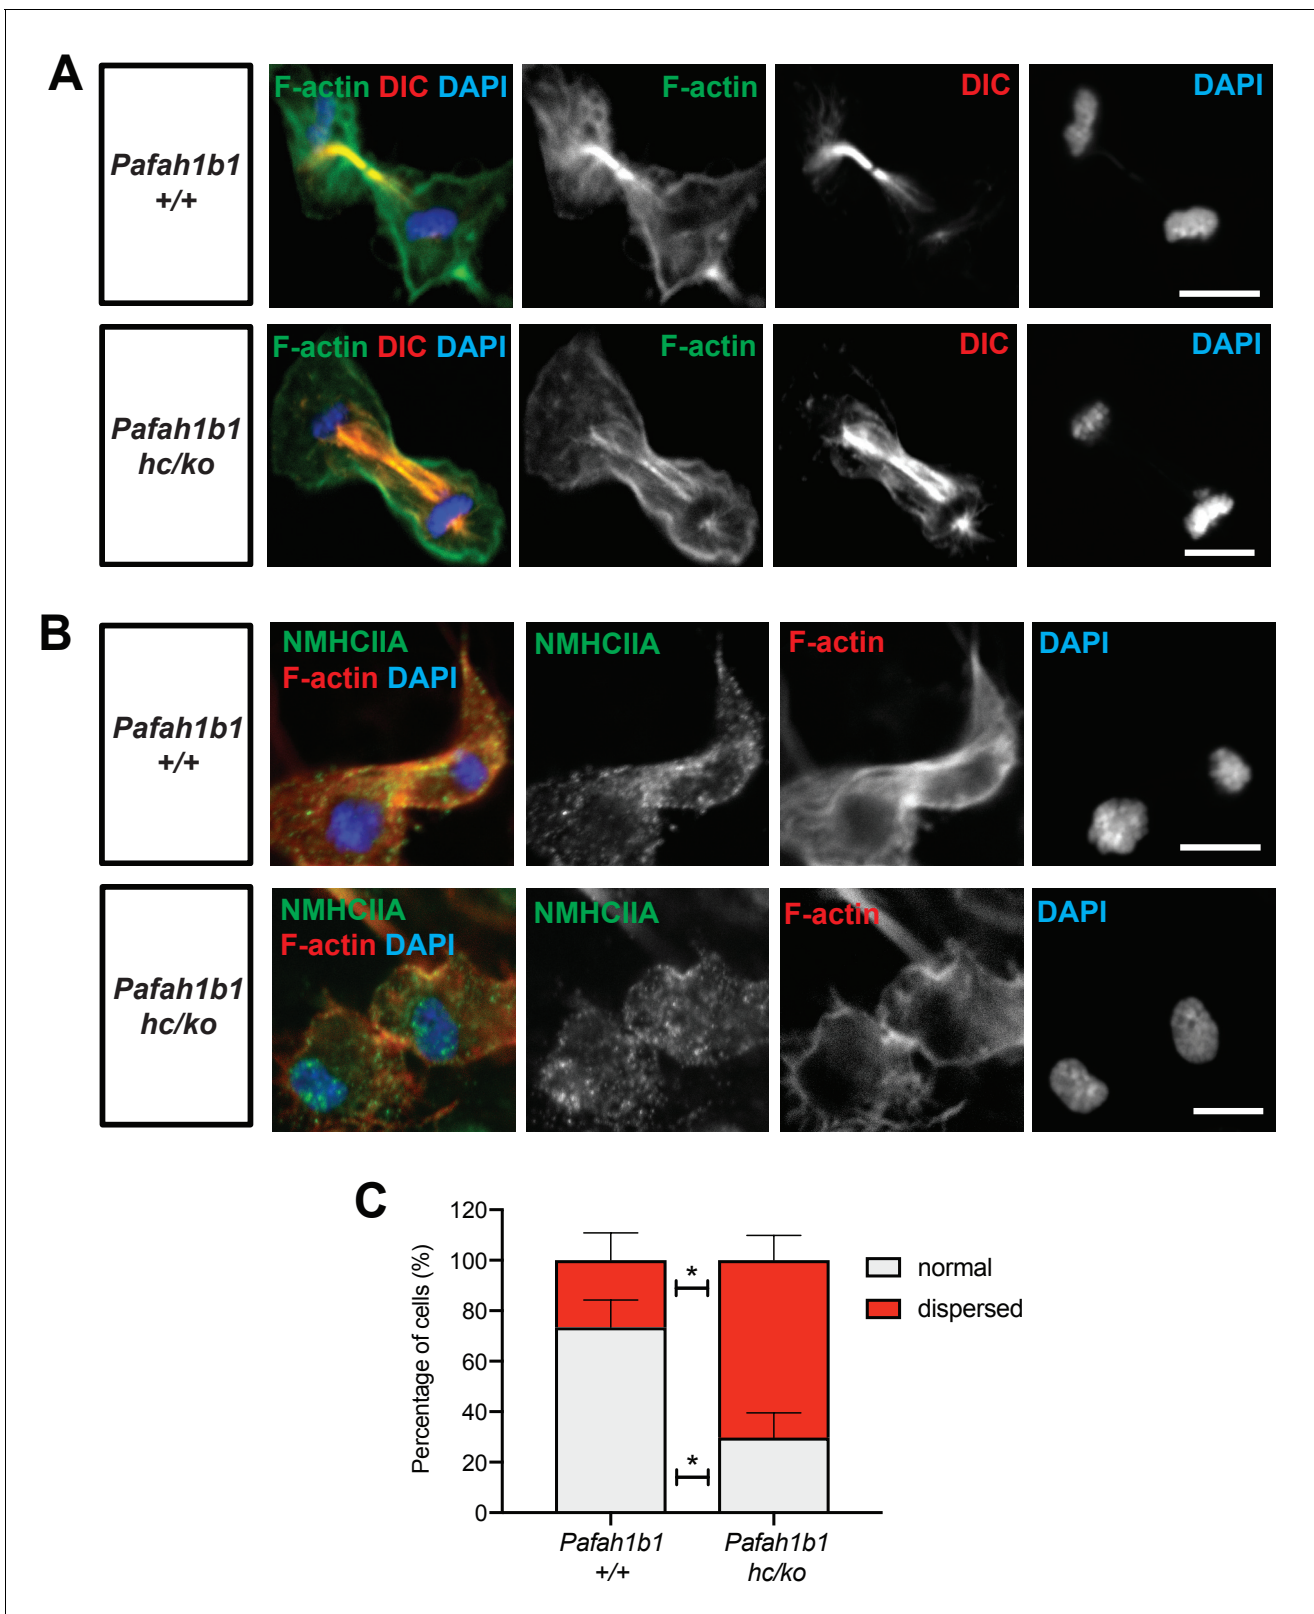 A
Pafah1b1
+/+
F-actin DIC DAPI
F-actin
DIC
DAPI
Pafah1b1
hc/ko
F-actin DIC DAPI
F-actin
DIC
DAPI
B
Pafah1b1
+/+
NMHCIIA
F-actin DAPI
NMHCIIA
F-actin
DAPI
Pafah1b1
hc/ko
NMHCIIA
F-actin DAPI
NMHCIIA
F-actin
DAPI
C
Percentage of cells (%)
120
100
80
60
40
20
0
*
*
normal
dispersed
Pafah1b1
+/+
Pafah1b1
hc/ko